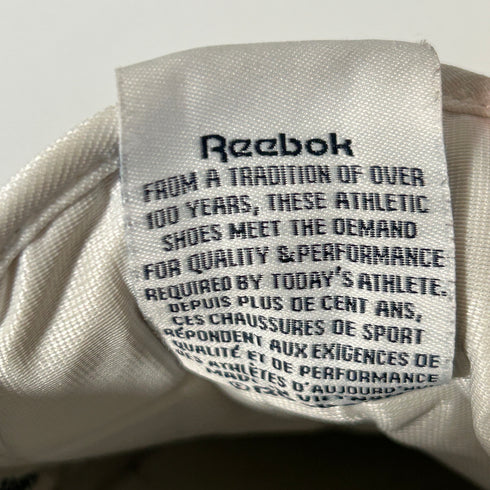 Reebok
FROM A TRADITION OF OVER
100 YEARS, THESE ATHLETIC
SHOES MEET THE DEMAND
FOR QUALITY & PERFORMANCE
REQUIRED BY TODAY'S ATHLETE.
DEPUIS PLUS DE CENT ANS,
CES CHAUSSURES DE SPORT
RÉPONDENT AUX EXIGENCES DE
QUALITÉ ET DE PERFORMANCE
DES ATHLÈTES D'AUJOURD'HUI